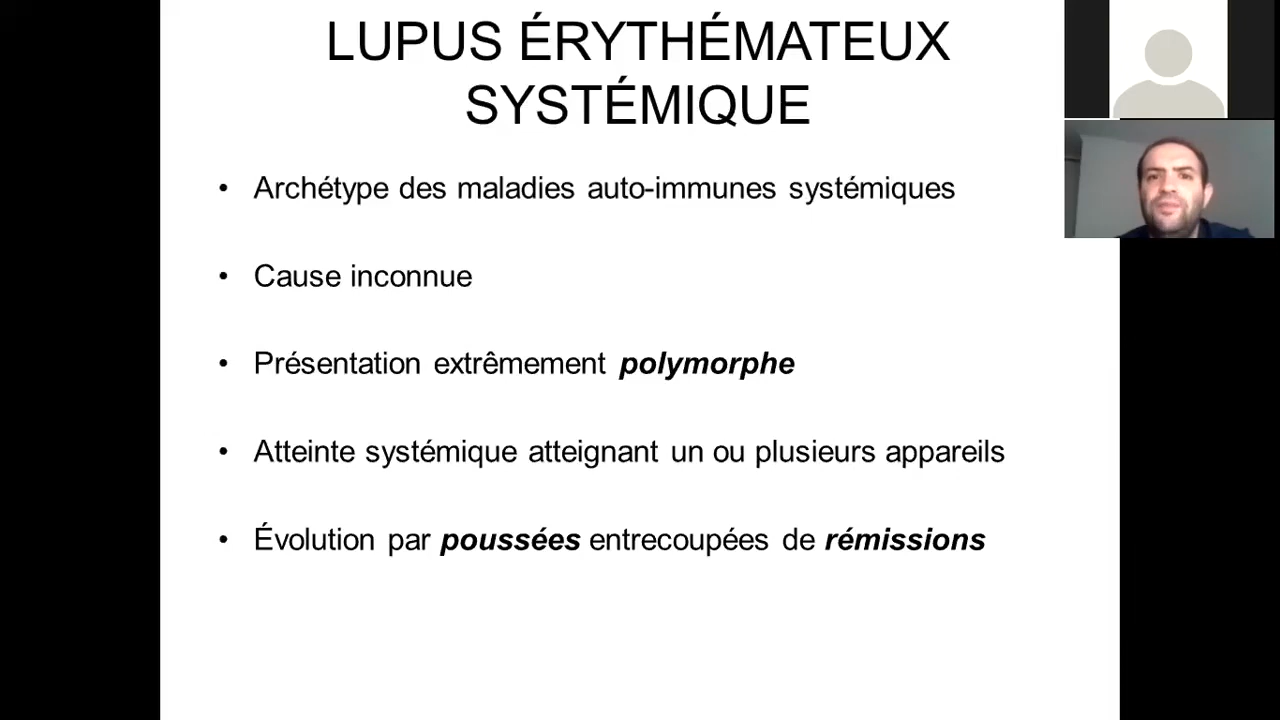 LUPUS ÉRYTHÉMATEUX
SYSTÉMIQUE
• Archétype des maladies auto-immunes systémiques
• Cause inconnue
• Présentation extrêmement polymorphe
• Atteinte systémique atteignant un ou plusieurs appareils
• Évolution par poussées entrecoupées de rémissions